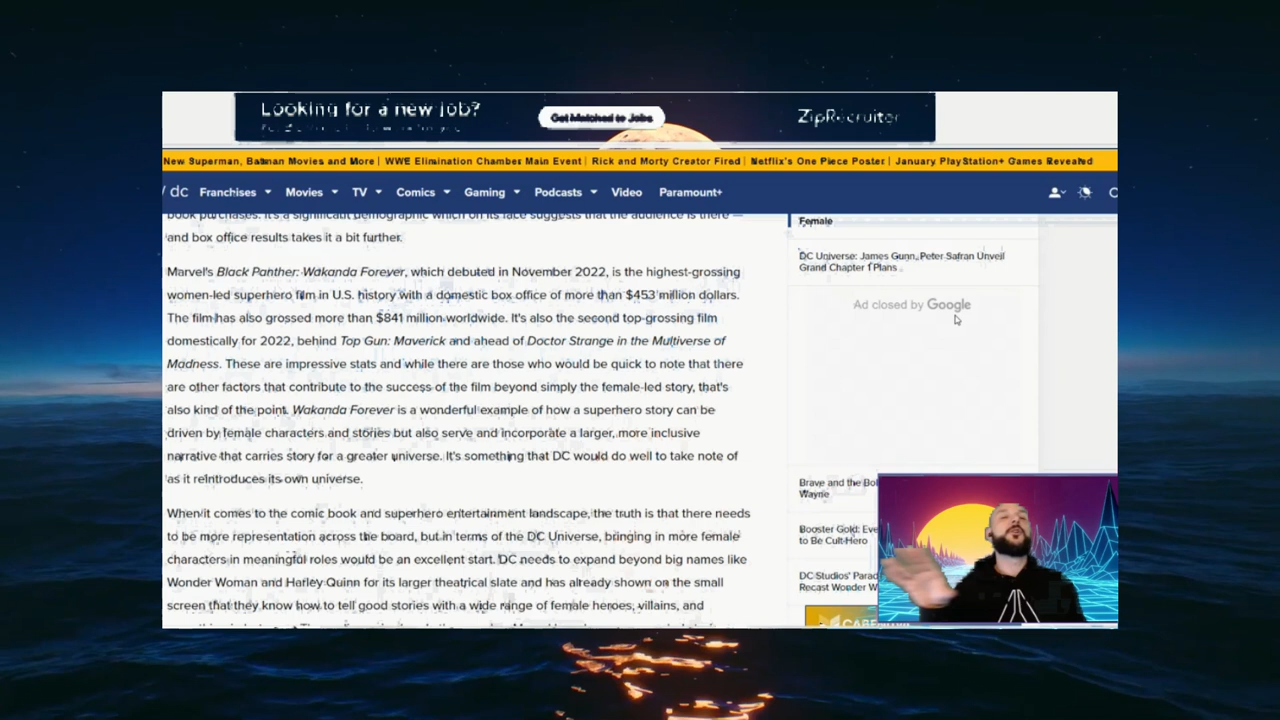 Looking for a new job?
Get Matched to Jobs
ZipRecruiter
New Superman, Batman Movies and More | WWE Elimination Chamber Main Event | Rick and Morty Creator Fired | Netflix's One Piece Poster | January PlayStation+ Games Revealed
/ dc Franchises Movies TV Comics Gaming Podcasts Video Paramount+
book purchases. It's a significant demographic which on its face suggests that the audience is there —
and box office results takes it a bit further.
Marvel's Black Panther: Wakanda Forever, which debuted in November 2022, is the highest-grossing
women-led superhero film in U.S. history with a domestic box office of more than $453 million dollars.
The film has also grossed more than $841 million worldwide. It's also the second top-grossing film
domestically for 2022, behind Top Gun: Maverick and ahead of Doctor Strange in the Multiverse of
Madness. These are impressive stats and while there are those who would be quick to note that there
are other factors that contribute to the success of the film beyond simply the female-led story, that's
also kind of the point. Wakanda Forever is a wonderful example of how a superhero story can be
driven by female characters and stories but also serve and incorporate a larger, more inclusive
narrative that carries story for a greater universe. It's something that DC would do well to take note of
as it reintroduces its own universe.
When it comes to the comic book and superhero entertainment landscape, the truth is that there needs
to be more representation across the board, but in terms of the DC Universe, bringing in more female
characters in meaningful roles would be an excellent start. DC needs to expand beyond big names like
Wonder Woman and Harley Quinn for its larger theatrical slate and has already shown on the small
screen that they know how to tell good stories with a wide range of female heroes, villains, and
Female
DC Universe: James Gunn, Peter Safran Unveil
Grand Chapter 1 Plans
Ad closed by Google
Brave and the Bol
Wayne
Booster Gold: Eve
to Be Cult-Hero
DC Studios' Parad
Recast Wonder W